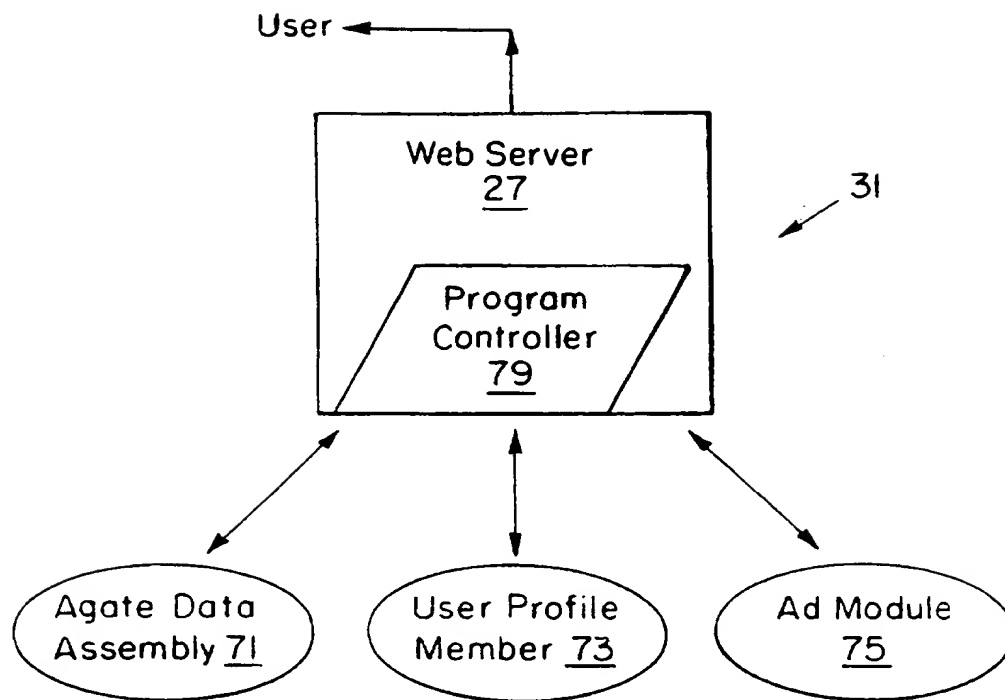 User
Web Server
27
31
Program
Controller
79
Agate Data
Assembly 71
User Profile
Member 73
Ad Module
75